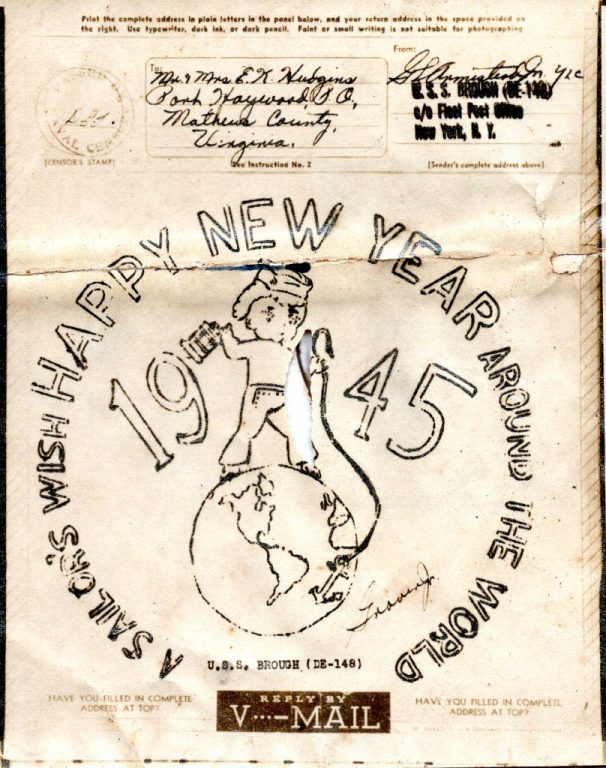 Print the complete address in plain letters in the panel below, and your return address in the space provided on
the right. Use typewriter, dark ink, or dark pencil. Faint or small writing is not suitable for photographing.
To:
From:
Mr & Mrs E. K. Hudgins
Port Haywood P.O,
Mathews County,
Virginia.
See Instruction No. 2
[CENSOR'S STAMP]
G L Armistead Jr. Y2C
U.S.S. BROUGH (DE-148)
c/o Fleet Post Office
New York, N. Y.
(Sender's complete address above)
A SAILOR'S WISH HAPPY NEW YEAR AROUND THE WORLD
1945
U.S.S. BROUGH (DE-148)
HAVE YOU FILLED IN COMPLETE
ADDRESS AT TOP?
REPLY BY
V···—MAIL
HAVE YOU FILLED IN COMPLETE
ADDRESS AT TOP?